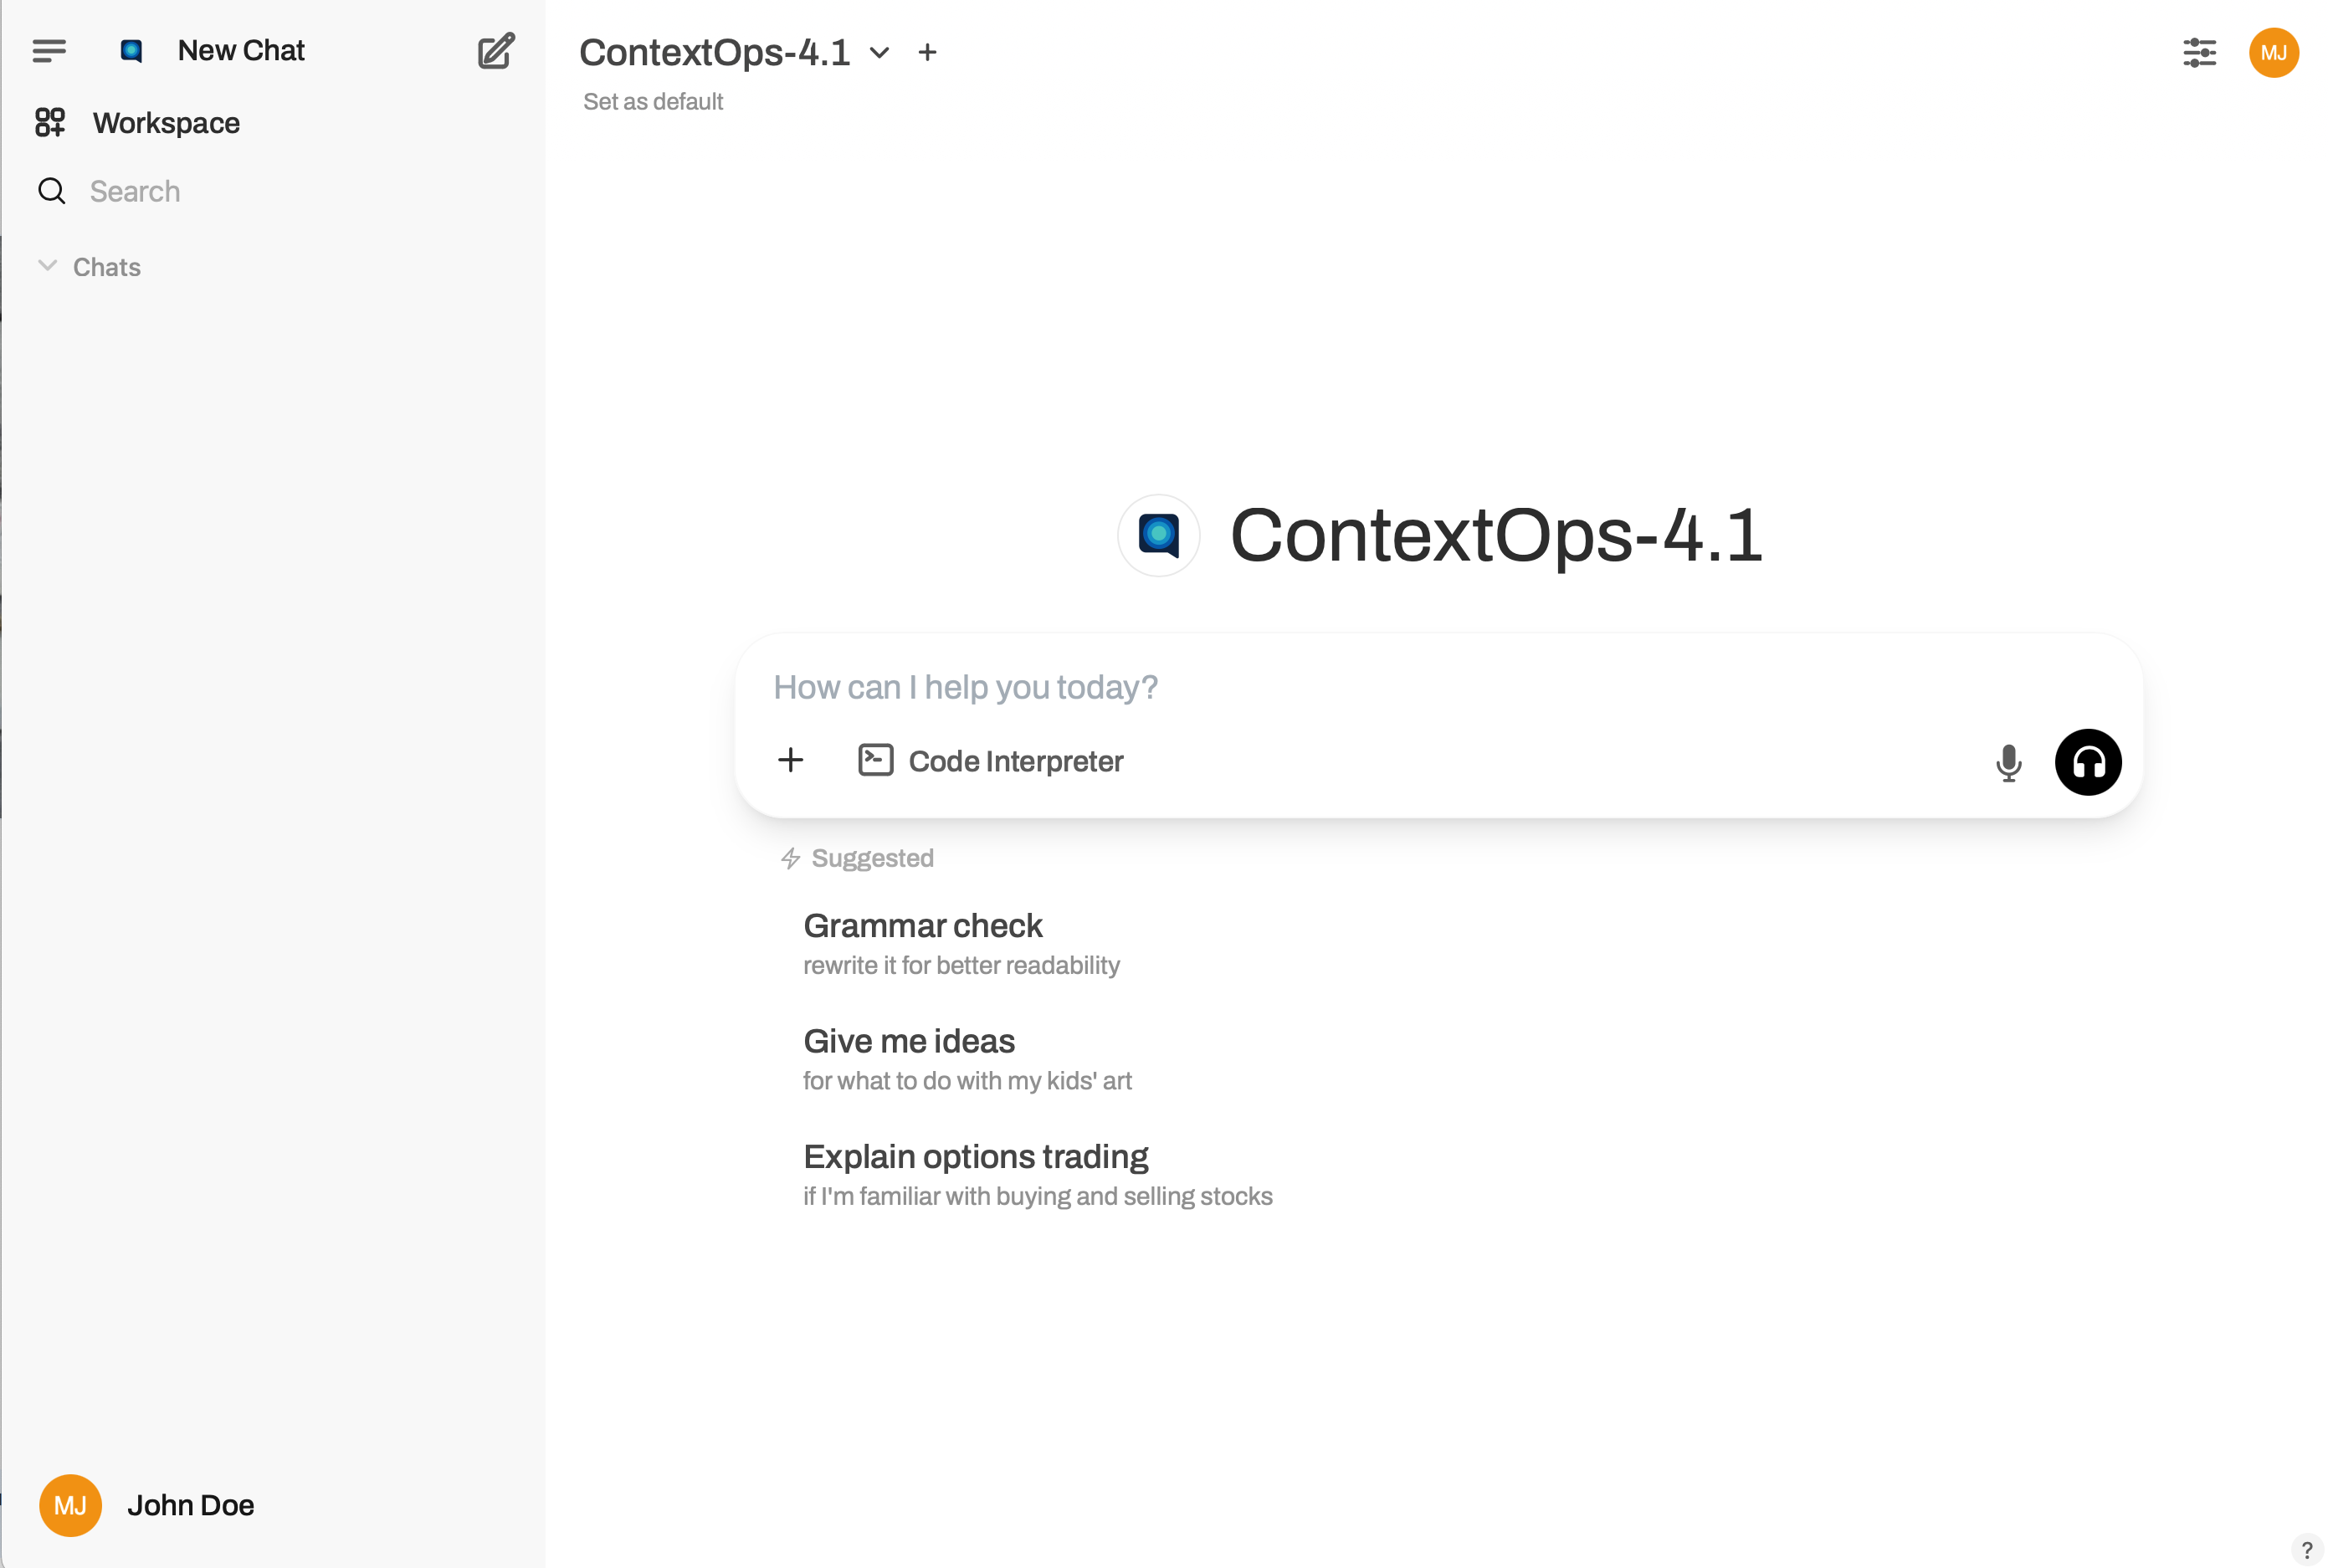 New Chat
Workspace
Search
Chats
MJ
John Doe
ContextOps-4.1
Set as default
MJ
ContextOps-4.1
How can I help you today?
Code Interpreter
Suggested
Grammar check
rewrite it for better readability
Give me ideas
for what to do with my kids' art
Explain options trading
if I'm familiar with buying and selling stocks
?